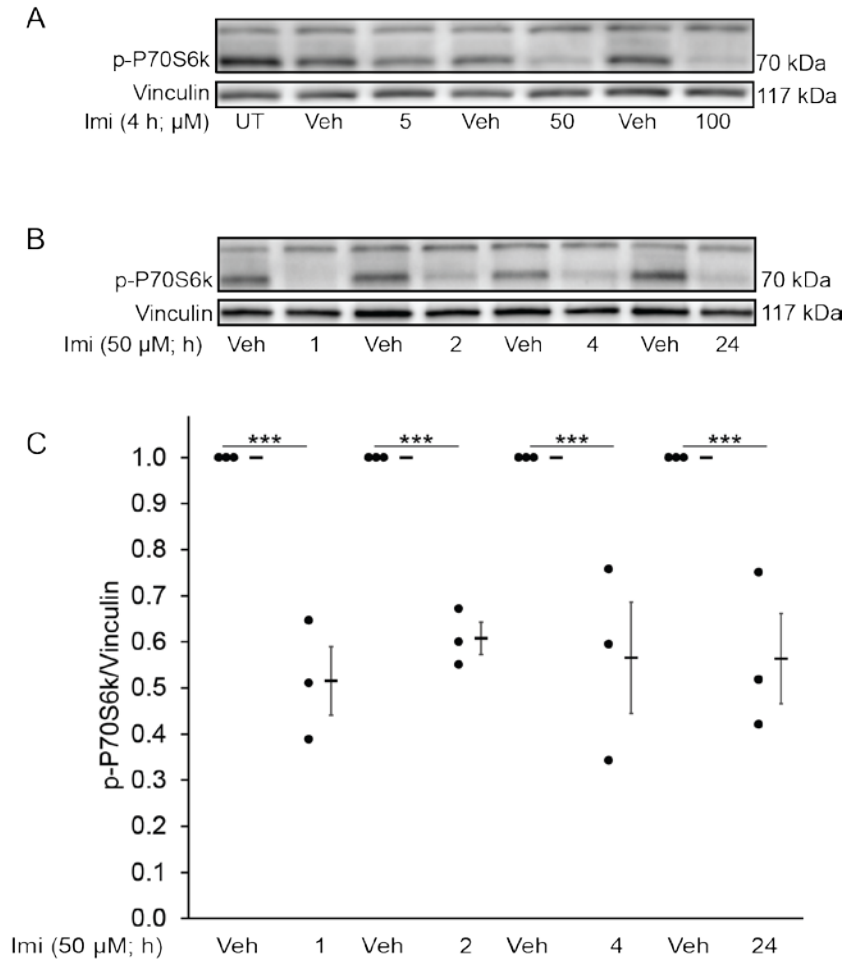 A
p-P70S6k
70 kDa
Vinculin
117 kDa
Imi (4 h; µM) UT Veh 5 Veh 50 Veh 100
B
p-P70S6k
70 kDa
Vinculin
117 kDa
Imi (50 µM; h) Veh 1 Veh 2 Veh 4 Veh 24
C
*** *** *** ***
1.0
0.9
0.8
0.7
0.6
0.5
0.4
0.3
0.2
0.1
0.0
p-P70S6k/Vinculin
Imi (50 µM; h) Veh 1 Veh 2 Veh 4 Veh 24